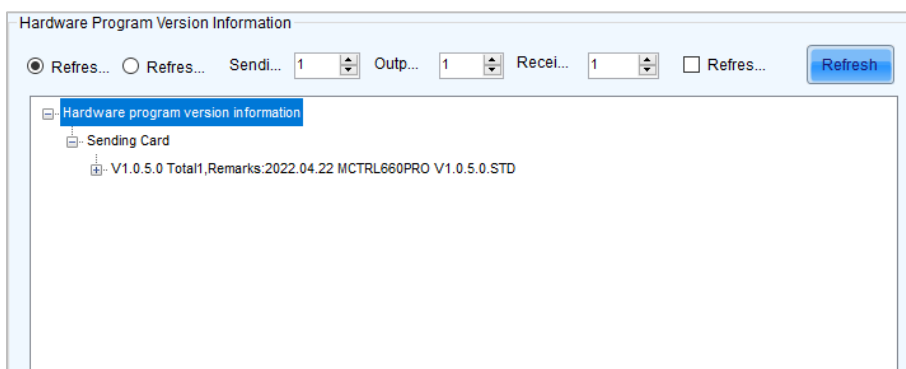 Hardware Program Version Information
Refres... Refres... Sendi... 1 Outp... 1 Recei... 1 Refres... Refresh
Hardware program version information
Sending Card
V1.0.5.0 Total1,Remarks:2022.04.22 MCTRL660PRO V1.0.5.0.STD